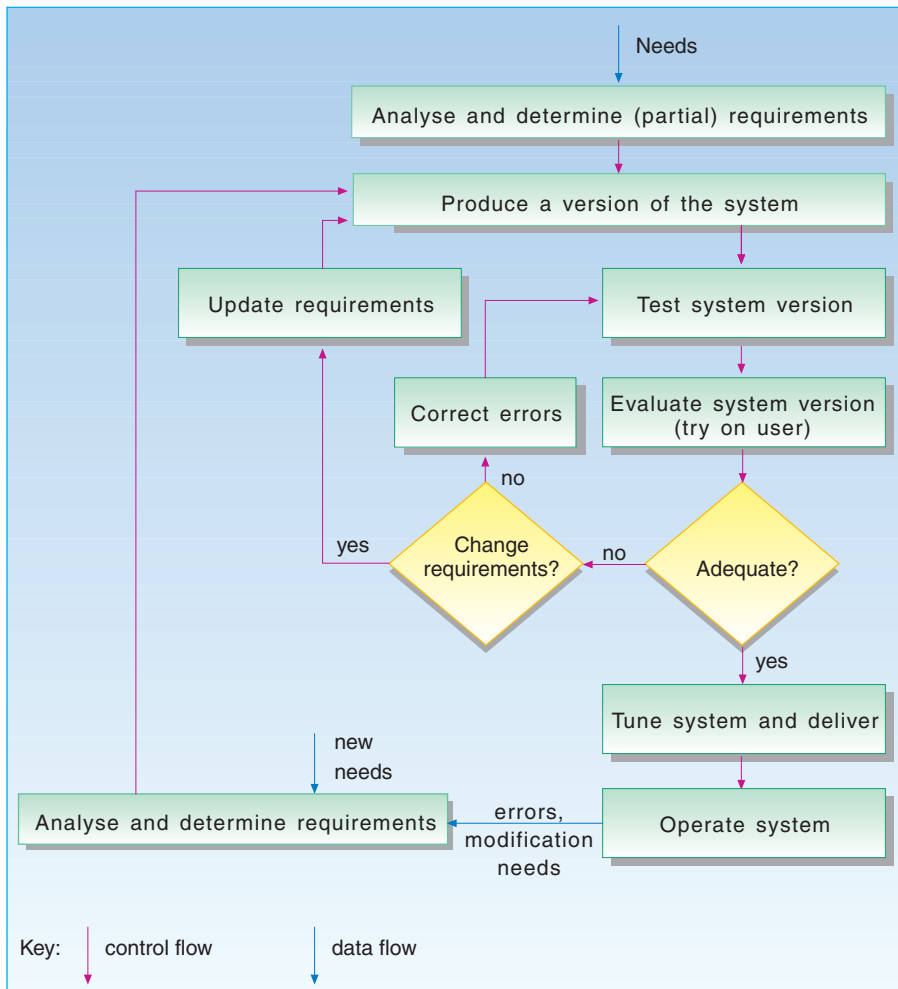 Needs
Analyse and determine (partial) requirements
Produce a version of the system
Update requirements
Test system version
Correct errors
Evaluate system version
(try on user)
no
yes
Change
requirements?
no
Adequate?
yes
Tune system and deliver
new
needs
Analyse and determine requirements
errors,
modification
needs
Operate system
Key:
control flow
data flow